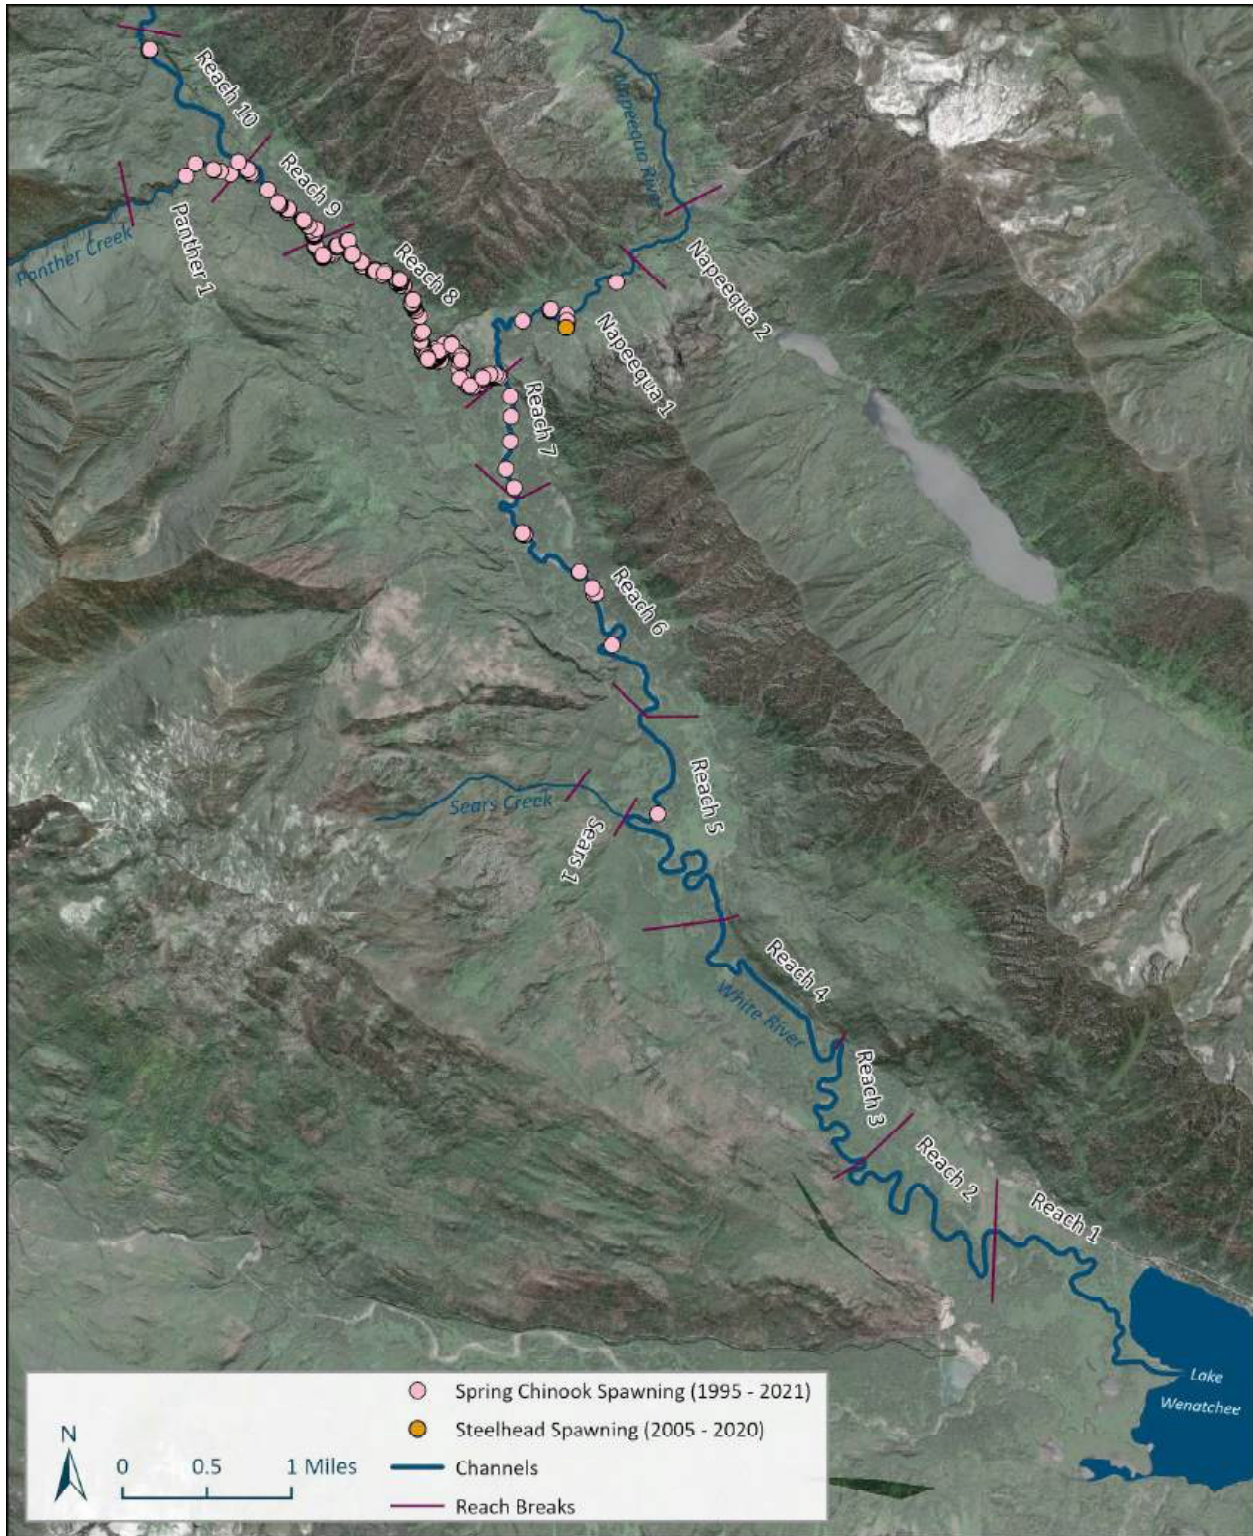 Reach 10
Napeequa River
Reach 9
Panther 1
Panther Creek
Reach 8
Napeequa 2
Napeequa 1
Reach 7
Reach 6
Reach 5
Sears Creek
Sears 1
Reach 4
White River
Reach 3
Reach 2
Reach 1
Lake
Wenatchee
Spring Chinook Spawning (1995 - 2021)
Steelhead Spawning (2005 - 2020)
N
0 0.5 1 Miles
Channels
Reach Breaks